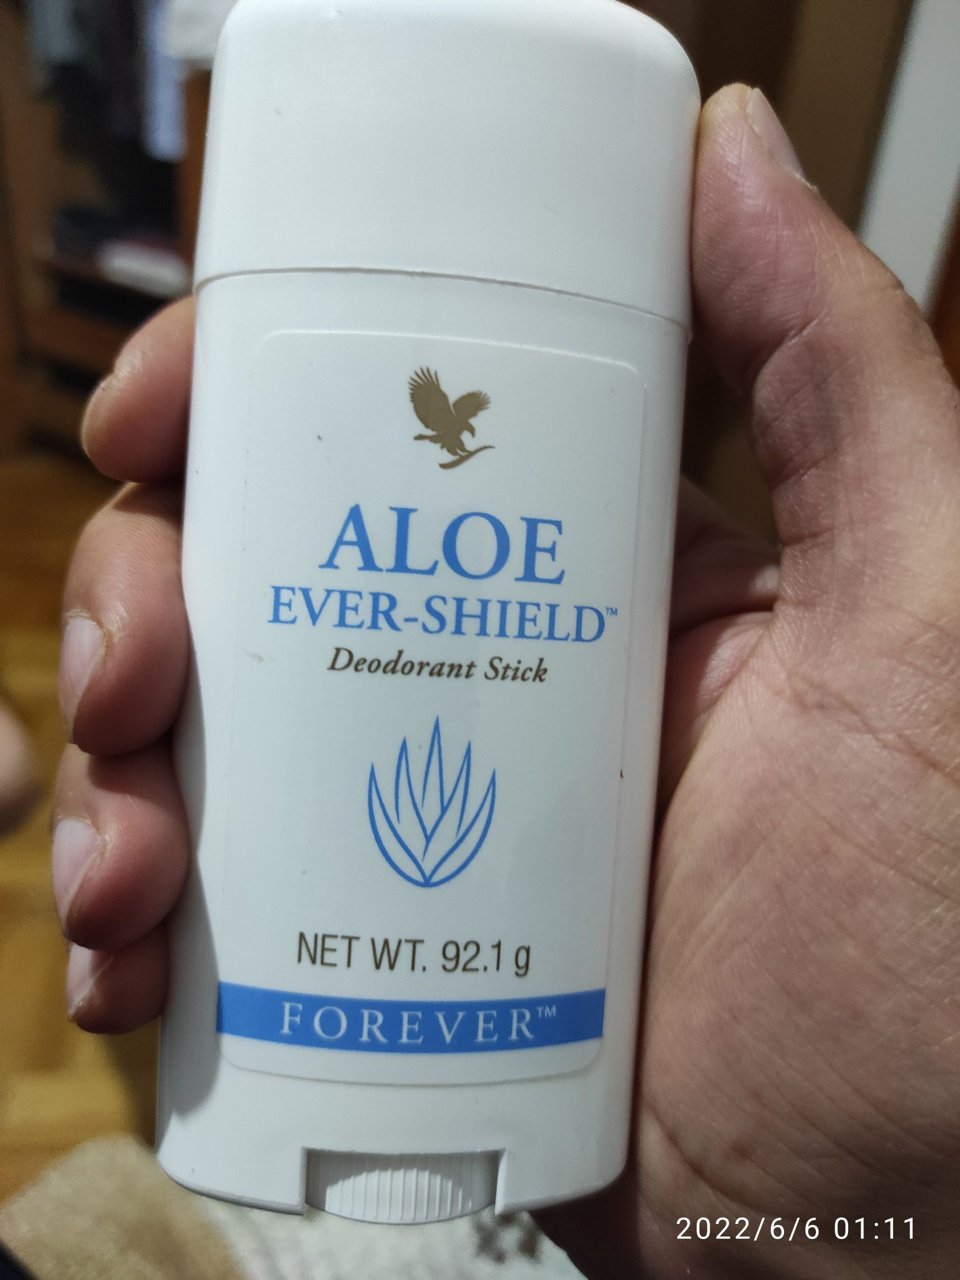 ALOE
EVER-SHIELD™
Deodorant Stick
NET WT. 92.1 g
FOREVER™
2022/6/6 01:11